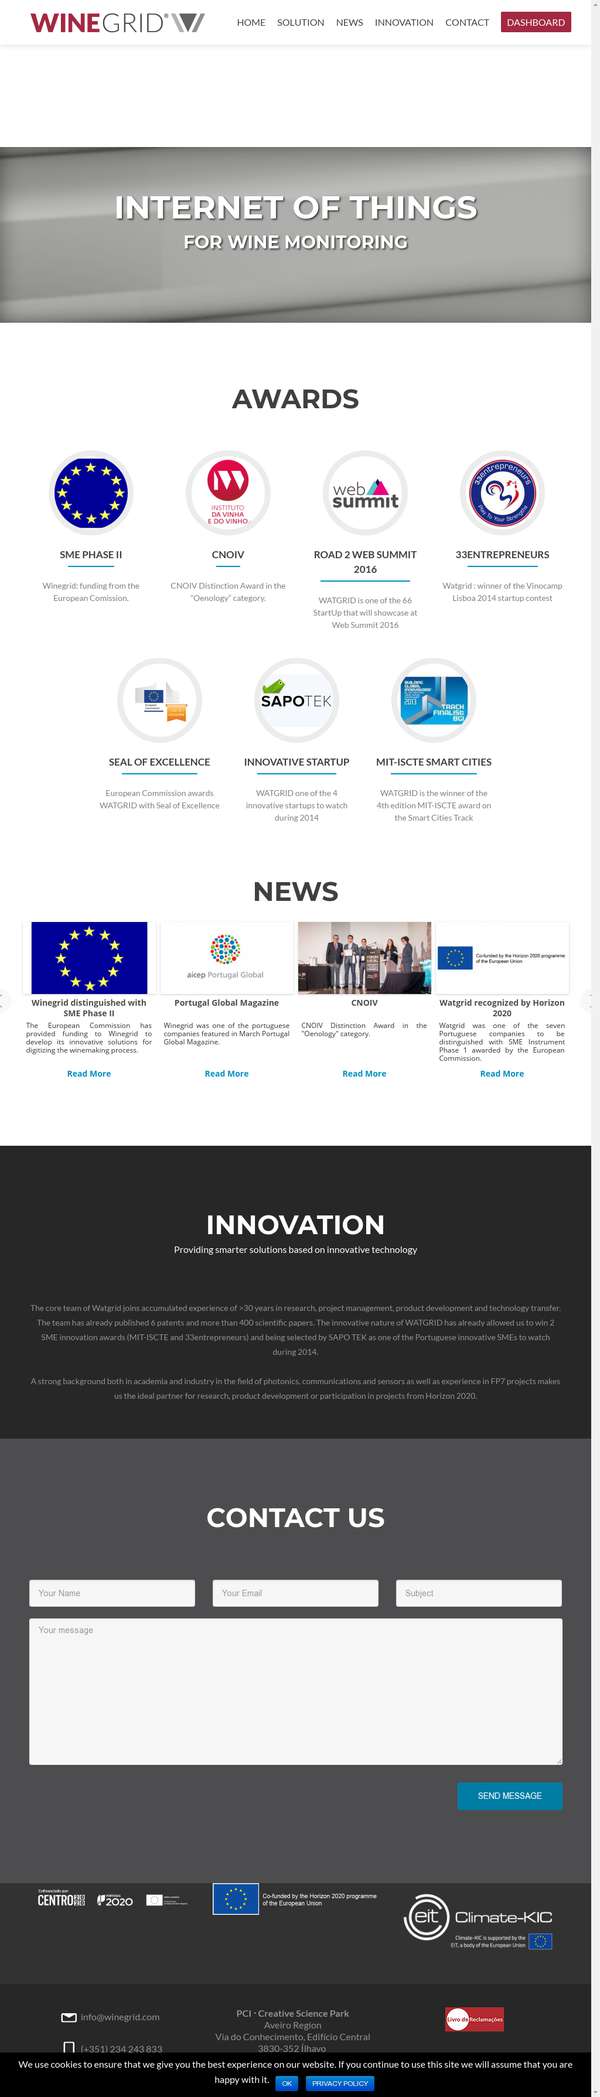 WINEGRID®
HOME SOLUTION NEWS INNOVATION CONTACT DASHBOARD
INTERNET OF THINGS
FOR WINE MONITORING
AWARDS
INSTITUTO
DA VINHA
E DO VINHO
web
summit
33entrepreneurs
SME PHASE II
Winegrid: funding from the
European Comission.
CNOIV
CNOIV Distinction Award in the
"Oenology" category.
ROAD 2 WEB SUMMIT
2016
WATGRID is one of the 66
StartUp that will showcase at
Web Summit 2016
33ENTREPRENEURS
Watgrid : winner of the Vinocamp
Lisboa 2014 startup contest
SAPOTEK
SEAL OF EXCELLENCE
European Commission awards
WATGRID with Seal of Excellence
INNOVATIVE STARTUP
WATGRID one of the 4
innovative startups to watch
during 2014
MIT-ISCTE SMART CITIES
WATGRID is the winner of the
4th edition MIT-ISCTE award on
the Smart Cities Track
NEWS
aicep Portugal Global
Co-funded by the Horizon 2020 programme
of the European Union
Winegrid distinguished with
SME Phase II
The European Commission has
provided funding to Winegrid to
develop its innovative solutions for
digitizing the winemaking process.
Read More
Portugal Global Magazine
Winegrid was one of the portuguese
companies featured in March Portugal
Global Magazine.
Read More
CNOIV
CNOIV Distinction Award in the
"Oenology" category.
Read More
Watgrid recognized by Horizon
2020
Watgrid was one of the seven
Portuguese companies to be
distinguished with SME Instrument
Phase 1 awarded by the European
Commission.
Read More
INNOVATION
Providing smarter solutions based on innovative technology
The core team of Watgrid joins accumulated experience of >30 years in research, project management, product development and technology transfer.
The team has already published 6 patents and more than 400 scientific papers. The innovative nature of WATGRID has already allowed us to win 2
SME innovation awards (MIT-ISCTE and 33entrepreneurs) and being selected by SAPO TEK as one of the Portuguese innovative SMEs to watch
during 2014.
A strong background both in academia and industry in the field of photonics, communications and sensors as well as experience in FP7 projects makes
us the ideal partner for research, product development or participation in projects from Horizon 2020.
CONTACT US
Your Name
Your Email
Subject
Your message
SEND MESSAGE
Cofinanciado por:
CENTRO
2020
Co-funded by the Horizon 2020 programme
of the European Union
eit Climate-KIC
Climate-KIC is supported by the
EIT, a body of the European Union
Info@winegrid.com
(+351) 234 243 833
PCI · Creative Science Park
Aveiro Region
Via do Conhecimento, Edifício Central
3830-352 Ílhavo
Livro de Reclamações
We use cookies to ensure that we give you the best experience on our website. If you continue to use this site we will assume that you are
happy with it. OK PRIVACY POLICY